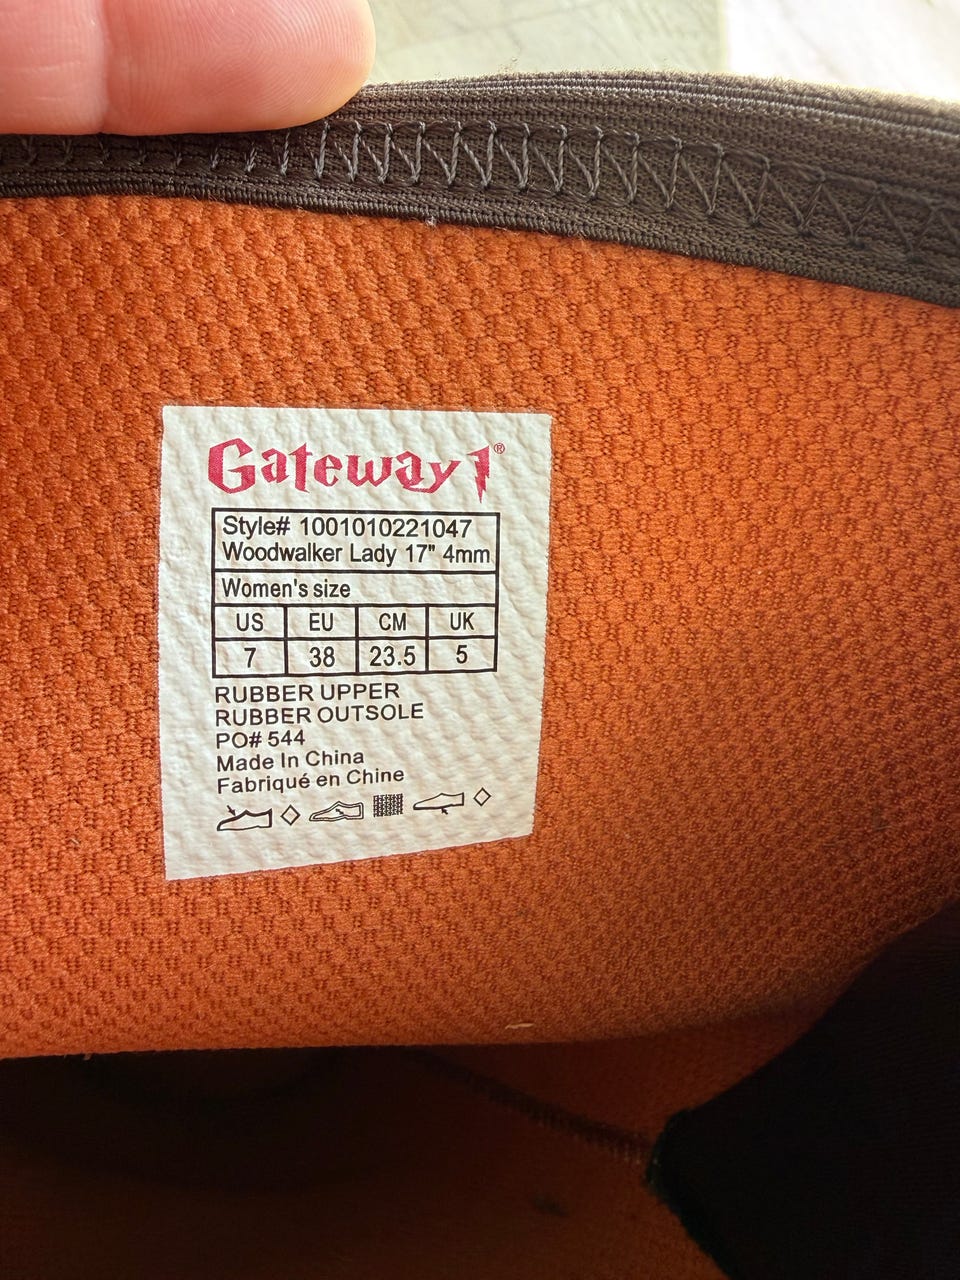 Gateway1®
Style# 1001010221047
Woodwalker Lady 17" 4mm
Women's size
US EU CM UK
7 38 23.5 5
RUBBER UPPER
RUBBER OUTSOLE
PO# 544
Made In China
Fabriqué en Chine